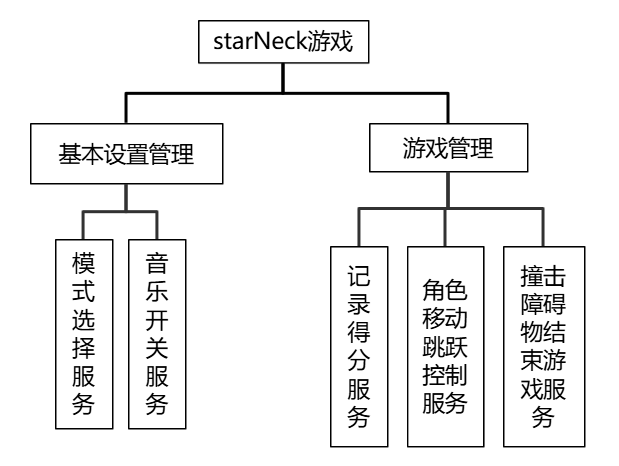 starNeck游戏
基本设置管理
游戏管理
模
式
选
择
服
务
音
乐
开
关
服
务
记
录
得
分
服
务
角色
移动
跳跃
控制
服务
撞击
障碍
物结
束游
戏服
务